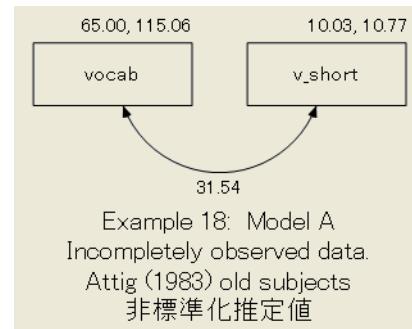 65.00, 115.06
10.03, 10.77
vocab
v_short
31.54
Example 18: Model A
Incompletely observed data.
Attig (1983) old subjects
非標準化推定値